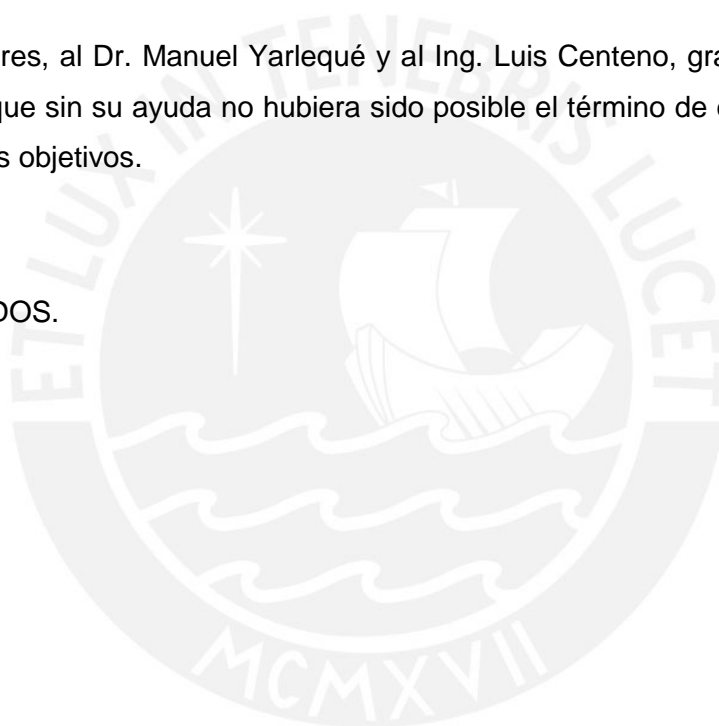 res, al Dr. Manuel Yarlequé y al Ing. Luis Centeno, gra
que sin su ayuda no hubiera sido posible el término de
s objetivos.
DOS.
ET LUX IN TENEBRIS LUCET
MCMXVII